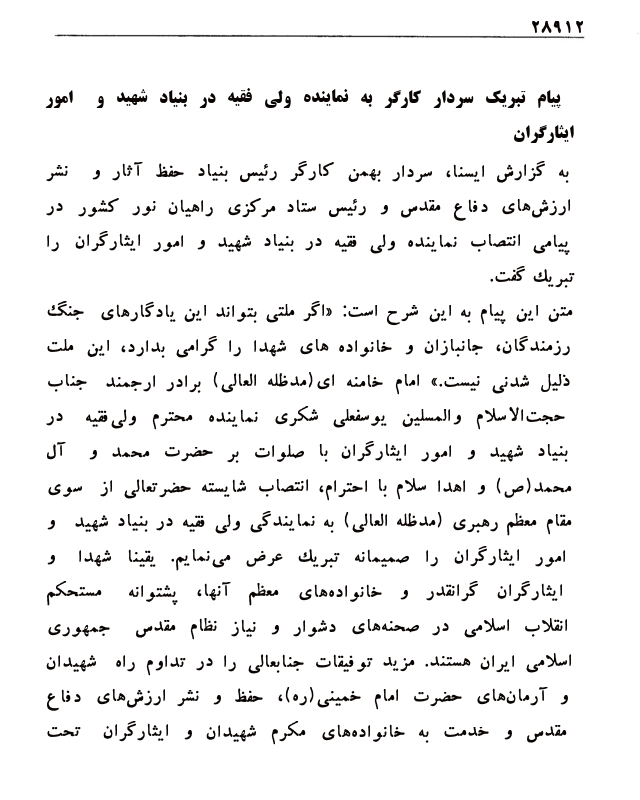 ۲۸۹۱۲
پیام تبریک سردار کارگر به نماینده ولی فقیه در بنیاد شهید و امور
ایثارگران
به گزارش ایسنا، سردار بهمن کارگر رئیس بنیاد حفظ آثار و نشر
ارزش‌های دفاع مقدس و رئیس ستاد مرکزی راهیان نور کشور در
پیامی انتصاب نماینده ولی فقیه در بنیاد شهید و امور ایثارگران را
تبریک گفت.
متن این پیام به این شرح است: «اگر ملتی بتواند این یادگارهای جنگ
رزمندگان، جانبازان و خانواده های شهدا را گرامی بدارد، این ملت
ذلیل شدنی نیست.» امام خامنه ای(مدظله العالی) برادر ارجمند جناب
حجت‌الاسلام والمسلین یوسفعلی شکری نماینده محترم ولی‌فقیه در
بنیاد شهید و امور ایثارگران با صلوات بر حضرت محمد و آل
محمد(ص) و اهدا سلام با احترام، انتصاب شایسته حضرتعالی از سوی
مقام معظم رهبری (مدظله العالی) به نمایندگی ولی فقیه در بنیاد شهید و
امور ایثارگران را صمیمانه تبریک عرض می‌نمایم. یقینا شهدا و
ایثارگران گرانقدر و خانواده‌های معظم آنها، پشتوانه مستحکم
انقلاب اسلامی در صحنه‌های دشوار و نیاز نظام مقدس جمهوری
اسلامی ایران هستند. مزید توفیقات جنابعالی را در تداوم راه شهیدان
و آرمان‌های حضرت امام خمینی(ره)، حفظ و نشر ارزش‌های دفاع
مقدس و خدمت به خانواده‌های مکرم شهیدان و ایثارگران تحت